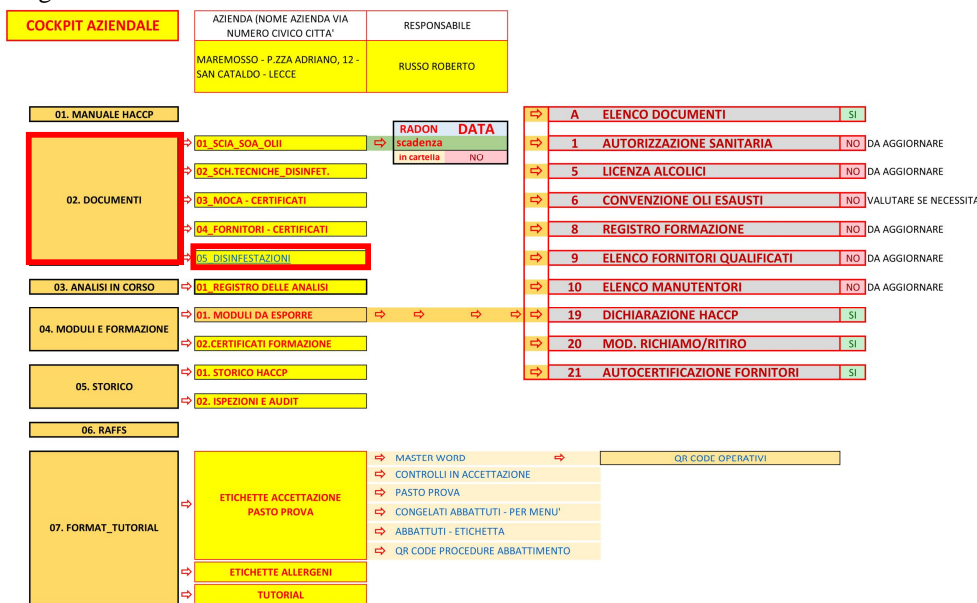 COCKPIT AZIENDALE
AZIENDA (NOME AZIENDA VIA
NUMERO CIVICO CITTA'
RESPONSABILE
MAREMOSSO - P.ZZA ADRIANO, 12 -
SAN CATALDO - LECCE
RUSSO ROBERTO
01. MANUALE HACCP
A ELENCO DOCUMENTI SI
RADON DATA
01_SCIA_SOA_OLII
scadenza
1 AUTORIZZAZIONE SANITARIA NO DA AGGIORNARE
in cartella NO
02_SCH.TECNICHE_DISINFET.
5 LICENZA ALCOLICI NO DA AGGIORNARE
02. DOCUMENTI
03_MOCA - CERTIFICATI
6 CONVENZIONE OLI ESAUSTI NO VALUTARE SE NECESSITA
04_FORNITORI - CERTIFICATI
8 REGISTRO FORMAZIONE NO DA AGGIORNARE
05_DISINFESTAZIONI
9 ELENCO FORNITORI QUALIFICATI NO DA AGGIORNARE
03. ANALISI IN CORSO
01_REGISTRO DELLE ANALISI
10 ELENCO MANUTENTORI NO DA AGGIORNARE
04. MODULI E FORMAZIONE
01. MODULI DA ESPORRE
19 DICHIARAZIONE HACCP SI
02.CERTIFICATI FORMAZIONE
20 MOD. RICHIAMO/RITIRO SI
05. STORICO
01. STORICO HACCP
21 AUTOCERTIFICAZIONE FORNITORI SI
02. ISPEZIONI E AUDIT
06. RAFFS
07. FORMAT_TUTORIAL
ETICHETTE ACCETTAZIONE
PASTO PROVA
MASTER WORD
QR CODE OPERATIVI
CONTROLLI IN ACCETTAZIONE
PASTO PROVA
CONGELATI ABBATTUTI - PER MENU'
ABBATTUTI - ETICHETTA
QR CODE PROCEDURE ABBATTIMENTO
ETICHETTE ALLERGENI
TUTORIAL